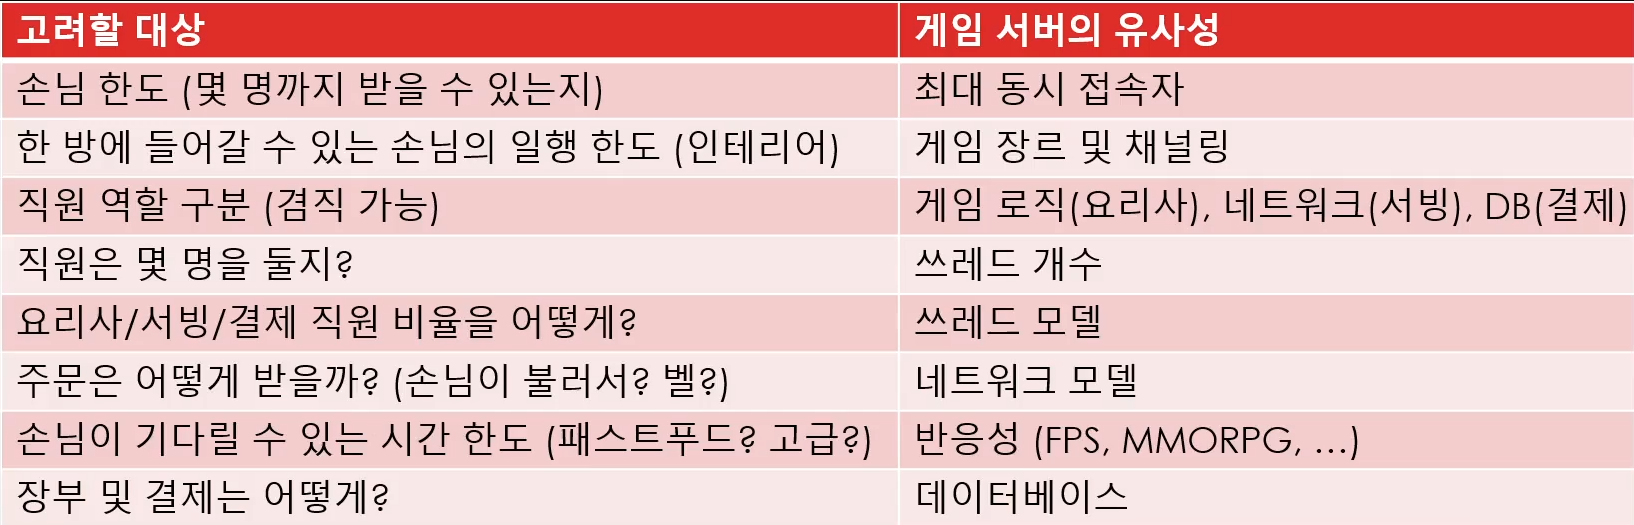 고려할 대상 게임 서버의 유사성
손님 한도 (몇 명까지 받을 수 있는지) 최대 동시 접속자
한 방에 들어갈 수 있는 손님의 일행 한도 (인테리어) 게임 장르 및 채널링
직원 역할 구분 (겸직 가능) 게임 로직(요리사), 네트워크(서빙), DB(결제)
직원은 몇 명을 둘지? 쓰레드 개수
요리사/서빙/결제 직원 비율을 어떻게? 쓰레드 모델
주문은 어떻게 받을까? (손님이 불러서? 벨?) 네트워크 모델
손님이 기다릴 수 있는 시간 한도 (패스트푸드? 고급?) 반응성 (FPS, MMORPG, …)
장부 및 결제는 어떻게? 데이터베이스